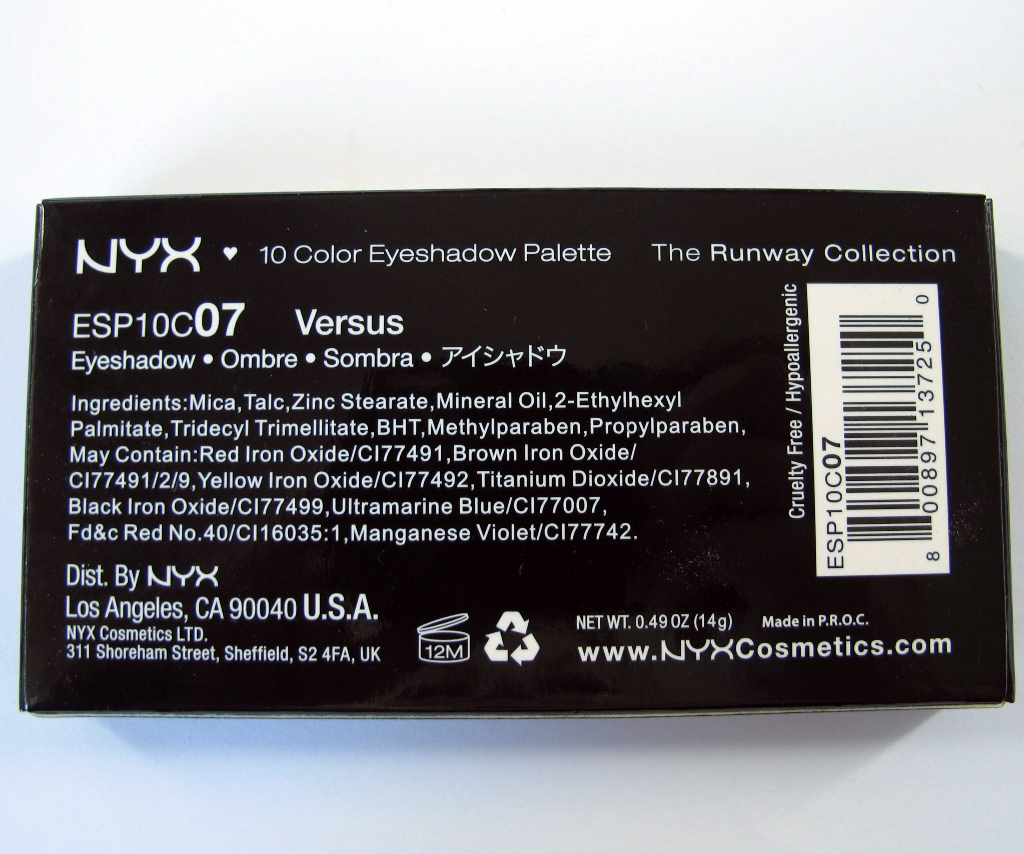 NYX ♥ 10 Color Eyeshadow Palette The Runway Collection
ESP10C07 Versus
Eyeshadow • Ombre • Sombra • アイシャドウ
Ingredients:Mica,Talc,Zinc Stearate,Mineral Oil,2-Ethylhexyl
Palmitate,Tridecyl Trimellitate,BHT,Methylparaben,Propylparaben,
May Contain:Red Iron Oxide/CI77491,Brown Iron Oxide/
CI77491/2/9,Yellow Iron Oxide/CI77492,Titanium Dioxide/CI77891,
Black Iron Oxide/CI77499,Ultramarine Blue/CI77007,
Fd&c Red No.40/CI16035:1,Manganese Violet/CI77742.
Dist. By NYX
Los Angeles, CA 90040 U.S.A.
NYX Cosmetics LTD.
311 Shoreham Street, Sheffield, S2 4FA, UK
12M
NET WT. 0.49 OZ (14g) Made in P.R.O.C.
www.NYXCosmetics.com
Cruelty Free / Hypoallergenic
ESP10C07
8 00897 13725 0